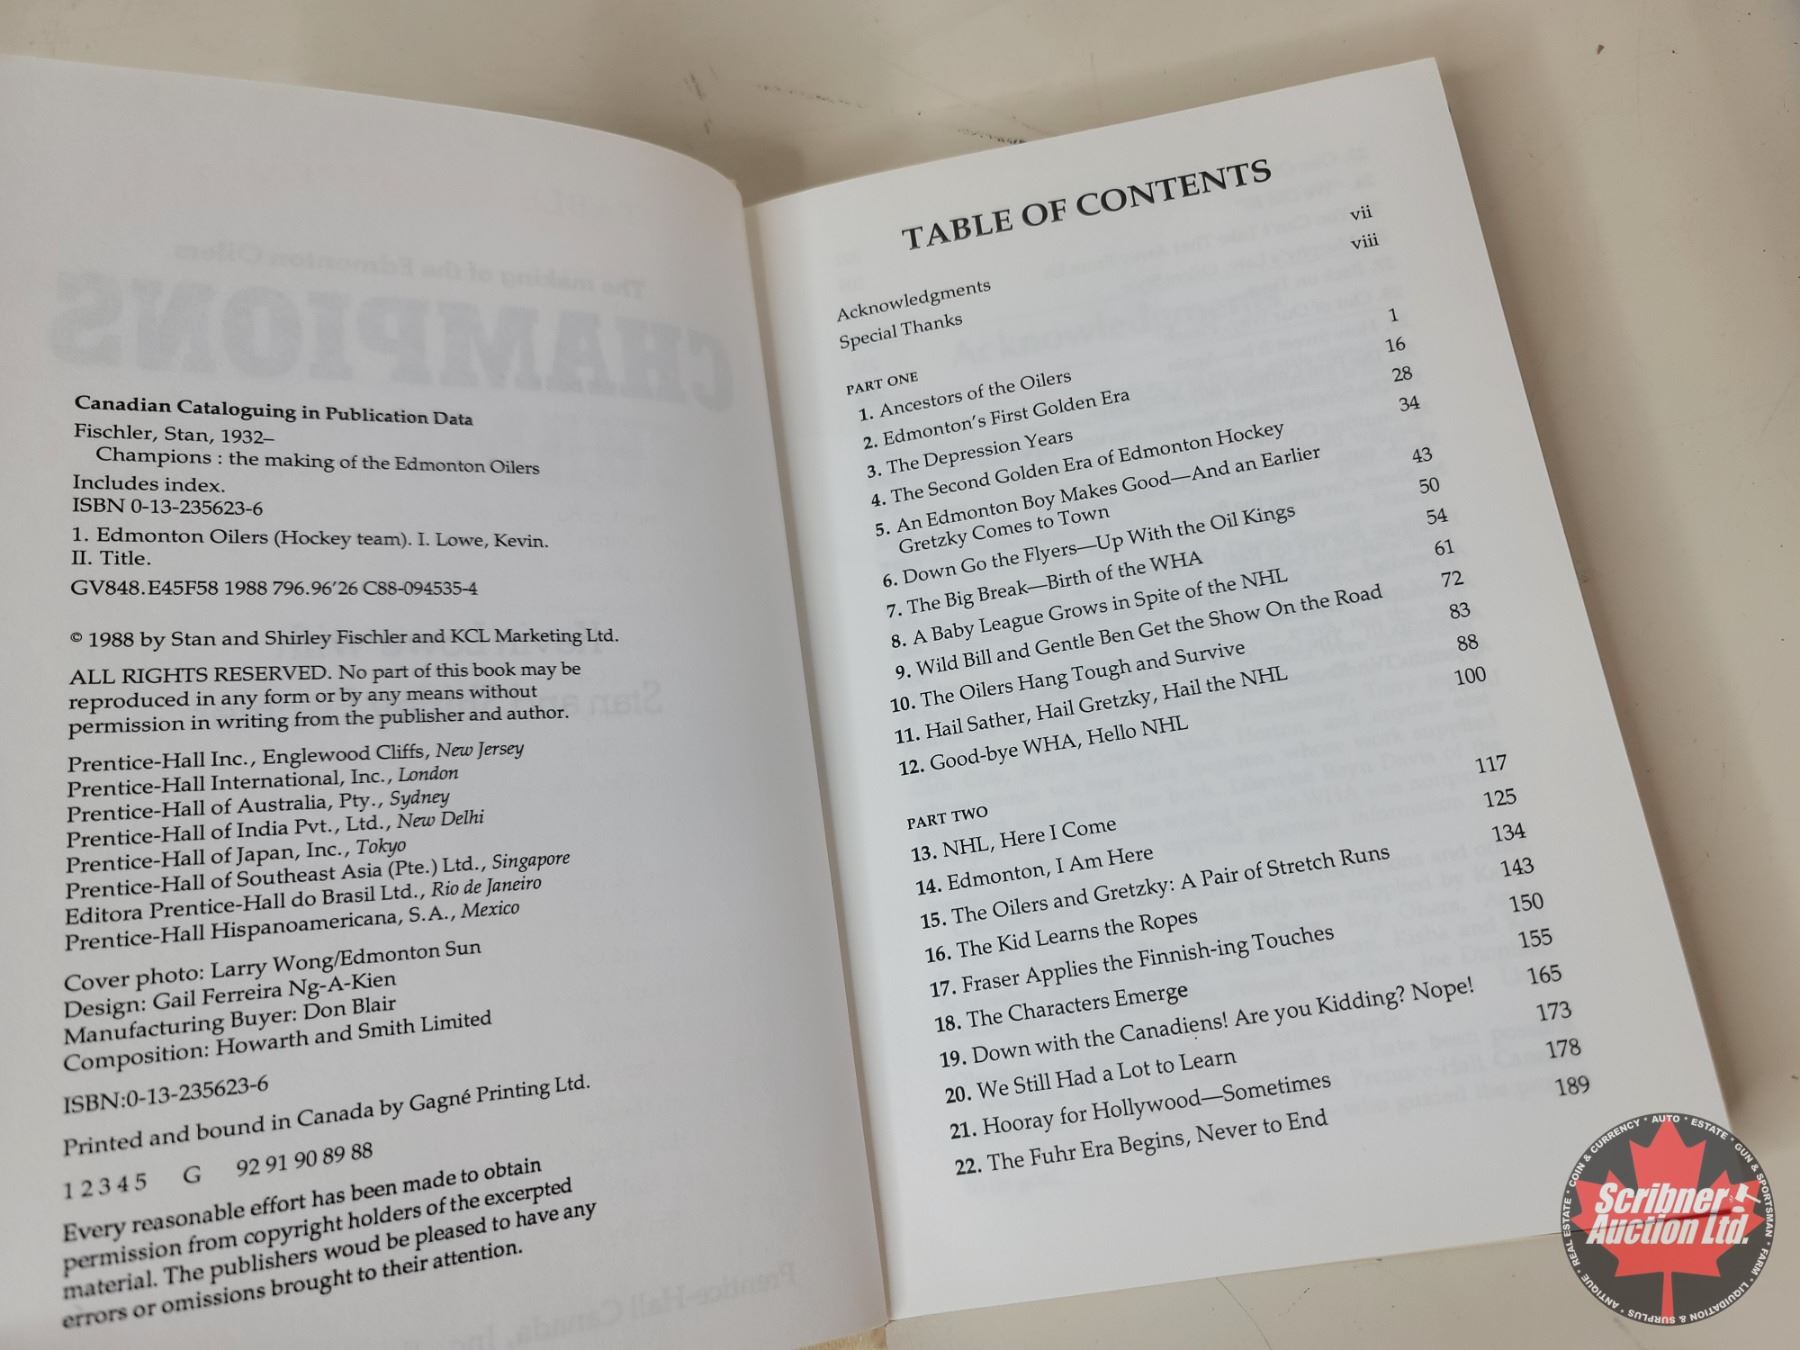 The making of the Edmonton Oilers
CHAMPIONS
Canadian Cataloguing in Publication Data
Fischler, Stan, 1932–
Champions : the making of the Edmonton Oilers
Includes index.
ISBN 0-13-235623-6
1. Edmonton Oilers (Hockey team). I. Lowe, Kevin.
II. Title.
GV848.E45F58 1988 796.96′26 C88-094535-4
© 1988 by Stan and Shirley Fischler and KCL Marketing Ltd.
ALL RIGHTS RESERVED. No part of this book may be
reproduced in any form or by any means without
permission in writing from the publisher and author.
Prentice-Hall Inc., Englewood Cliffs, New Jersey
Prentice-Hall International, Inc., London
Prentice-Hall of Australia, Pty., Sydney
Prentice-Hall of India Pvt., Ltd., New Delhi
Prentice-Hall of Japan, Inc., Tokyo
Prentice-Hall of Southeast Asia (Pte.) Ltd., Singapore
Editora Prentice-Hall do Brasil Ltd., Rio de Janeiro
Prentice-Hall Hispanoamericana, S.A., Mexico
Cover photo: Larry Wong/Edmonton Sun
Design: Gail Ferreira Ng-A-Kien
Manufacturing Buyer: Don Blair
Composition: Howarth and Smith Limited
ISBN:0-13-235623-6
Printed and bound in Canada by Gagné Printing Ltd.
1 2 3 4 5 G 92 91 90 89 88
Every reasonable effort has been made to obtain
permission from copyright holders of the excerpted
material. The publishers woud be pleased to have any
errors or omissions brought to their attention.
TABLE OF CONTENTS
Acknowledgments vii
Special Thanks viii
PART ONE
1. Ancestors of the Oilers 1
2. Edmonton's First Golden Era 16
3. The Depression Years 28
4. The Second Golden Era of Edmonton Hockey 34
5. An Edmonton Boy Makes Good—And an Earlier
Gretzky Comes to Town 43
6. Down Go the Flyers—Up With the Oil Kings 50
7. The Big Break—Birth of the WHA 54
8. A Baby League Grows in Spite of the NHL 61
9. Wild Bill and Gentle Ben Get the Show On the Road 72
10. The Oilers Hang Tough and Survive 83
11. Hail Sather, Hail Gretzky, Hail the NHL 88
12. Good-bye WHA, Hello NHL 100
PART TWO
13. NHL, Here I Come 117
14. Edmonton, I Am Here 125
15. The Oilers and Gretzky: A Pair of Stretch Runs 134
16. The Kid Learns the Ropes 143
17. Fraser Applies the Finnish-ing Touches 150
18. The Characters Emerge 155
19. Down with the Canadiens! Are you Kidding? Nope! 165
20. We Still Had a Lot to Learn 173
21. Hooray for Hollywood—Sometimes 178
22. The Fuhr Era Begins, Never to End 189
Scribner
Auction Ltd.
REAL ESTATE • COIN & CURRENCY • AUTO • ESTATE • GUN & SPORTSMAN • FARM • LIQUIDATION & SURPLUS • ANTIQUE